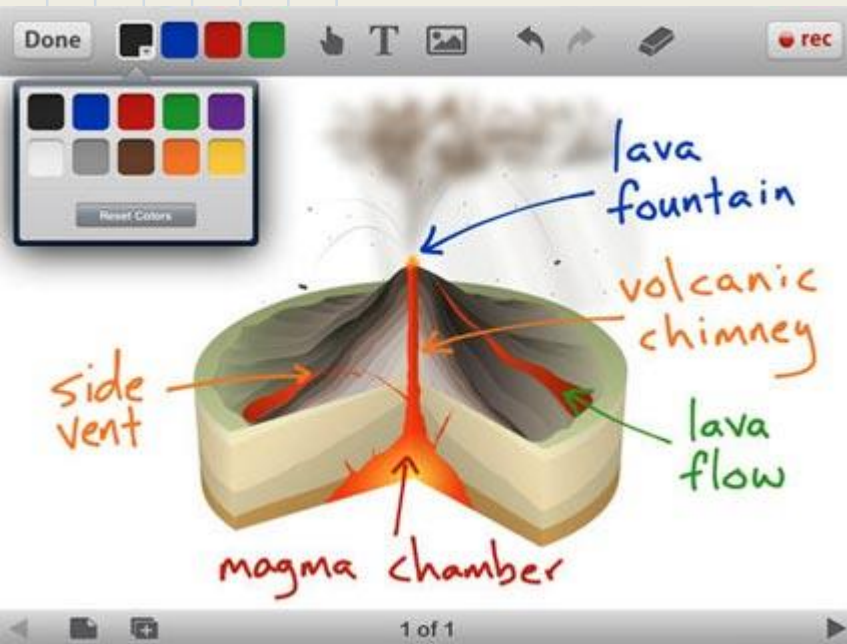 Done
T
rec
Reset Colors
lava
fountain
volcanic
chimney
side
vent
lava
flow
magma chamber
1 of 1